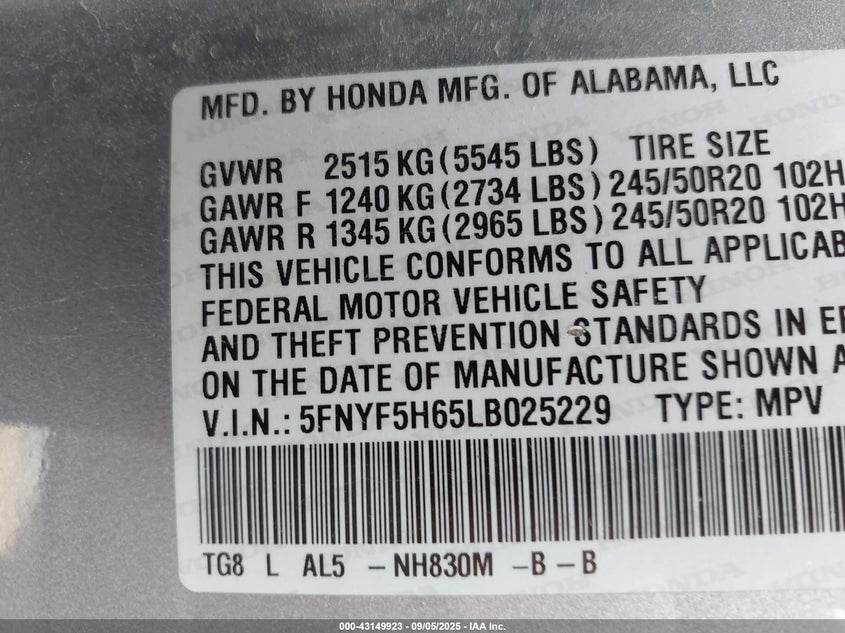 MFD. BY HONDA MFG. OF ALABAMA, LLC
GVWR 2515 KG (5545 LBS) TIRE SIZE
GAWR F 1240 KG (2734 LBS) 245/50R20 102H
GAWR R 1345 KG (2965 LBS) 245/50R20 102H
THIS VEHICLE CONFORMS TO ALL APPLICAB
FEDERAL MOTOR VEHICLE SAFETY
AND THEFT PREVENTION STANDARDS IN EF
ON THE DATE OF MANUFACTURE SHOWN A
V.I.N.: 5FNYF5H65LB025229 TYPE: MPV
TG8 L AL5 -NH830M -B-B
000-43149923 - 09/05/2025 - IAA Inc.